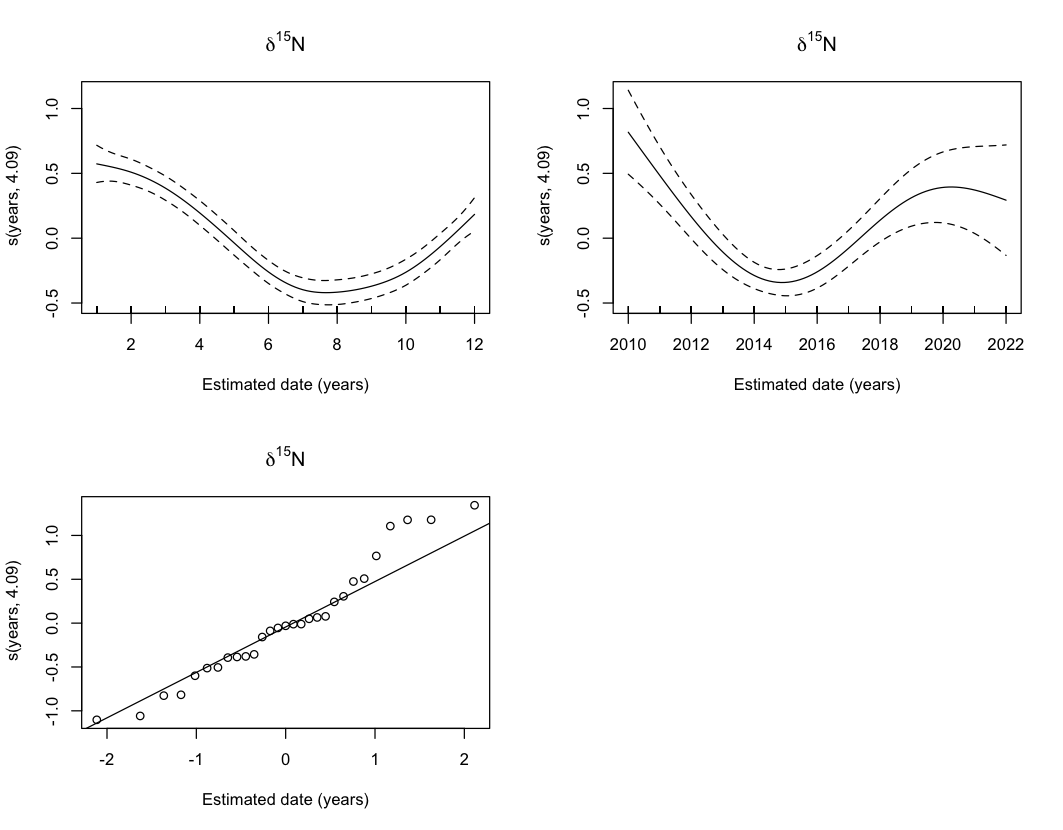 δ15N
s(years, 4.09)
1.0
0.5
0.0
-0.5
2 4 6 8 10 12
Estimated date (years)
δ15N
s(years, 4.09)
1.0
0.5
0.0
-0.5
2010 2012 2014 2016 2018 2020 2022
Estimated date (years)
δ15N
s(years, 4.09)
1.0
0.5
0.0
-0.5
-1.0
-2 -1 0 1 2
Estimated date (years)